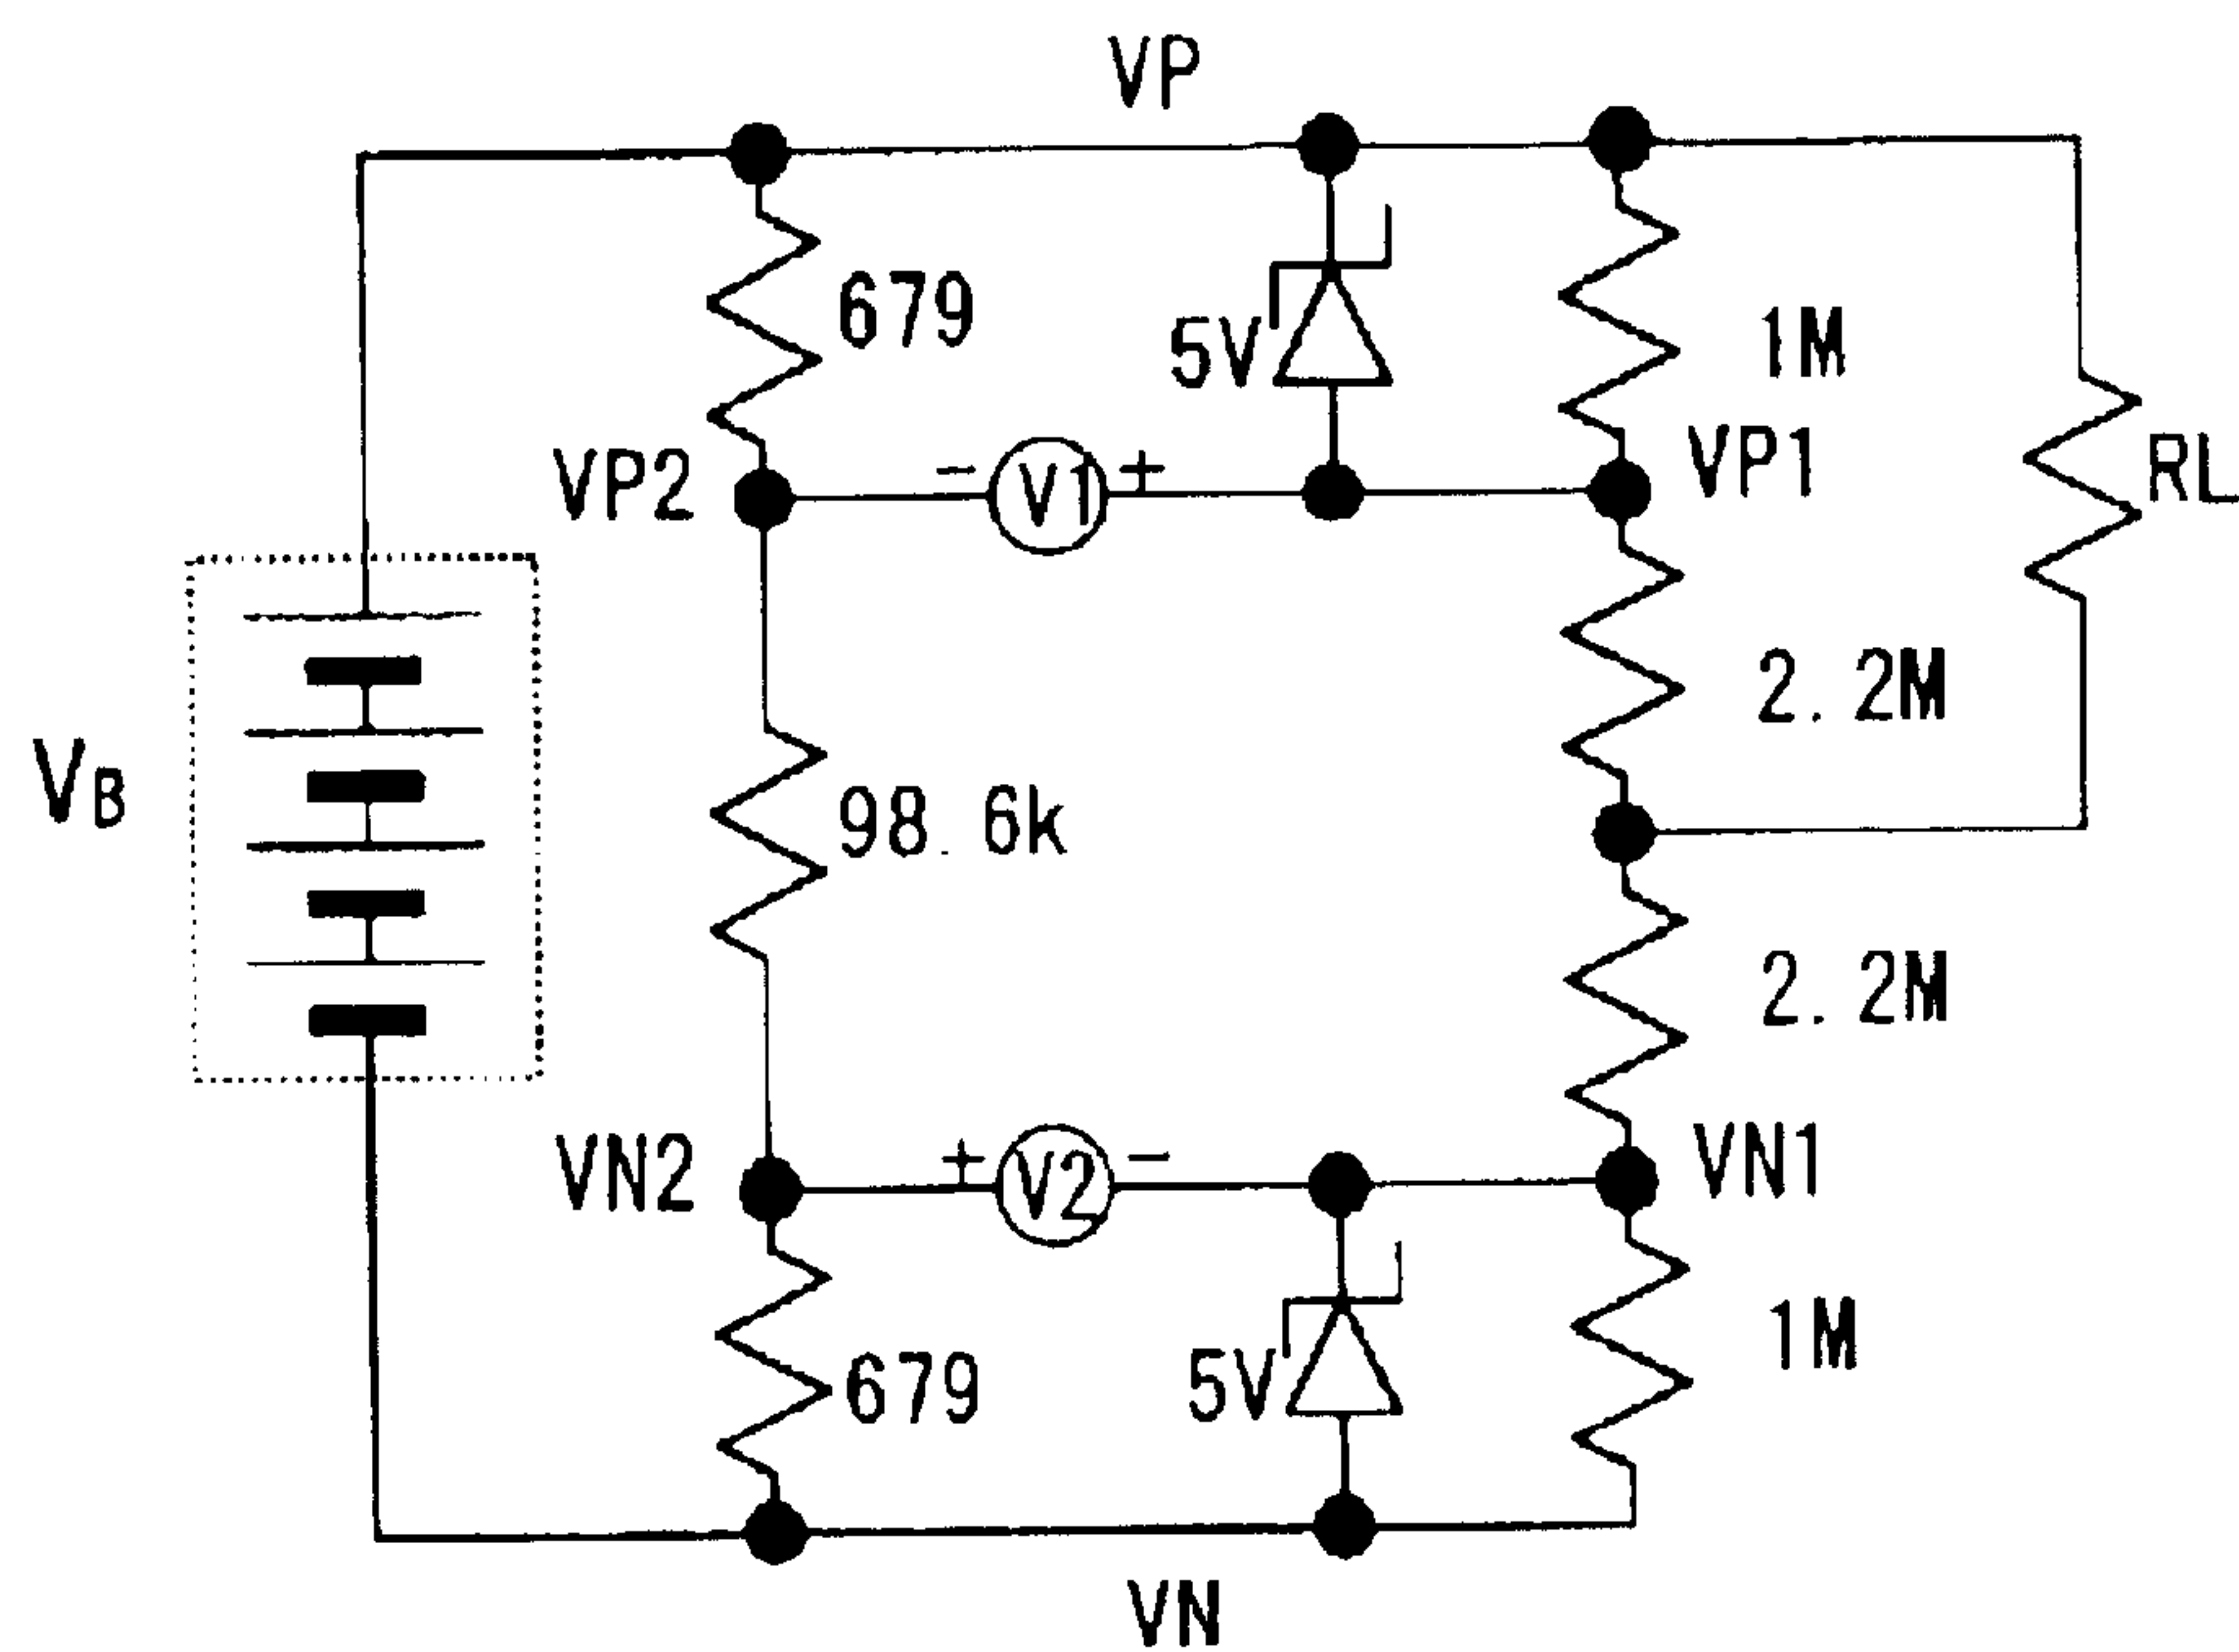 VP
679
5V
1M
VP2
- V1 +
VP1
RL
VB
98.6k
2.2M
2.2M
VN2
+ V2 -
VN1
679
5V
1M
VN